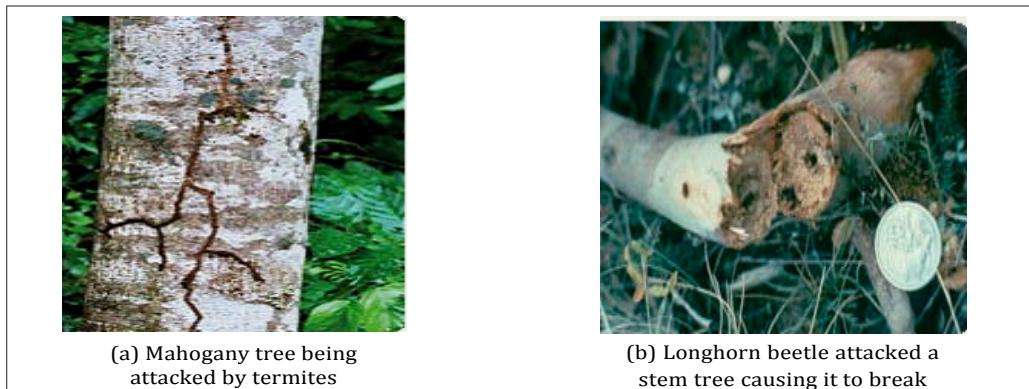 (a) Mahogany tree being
attacked by termites
(b) Longhorn beetle attacked a
stem tree causing it to break